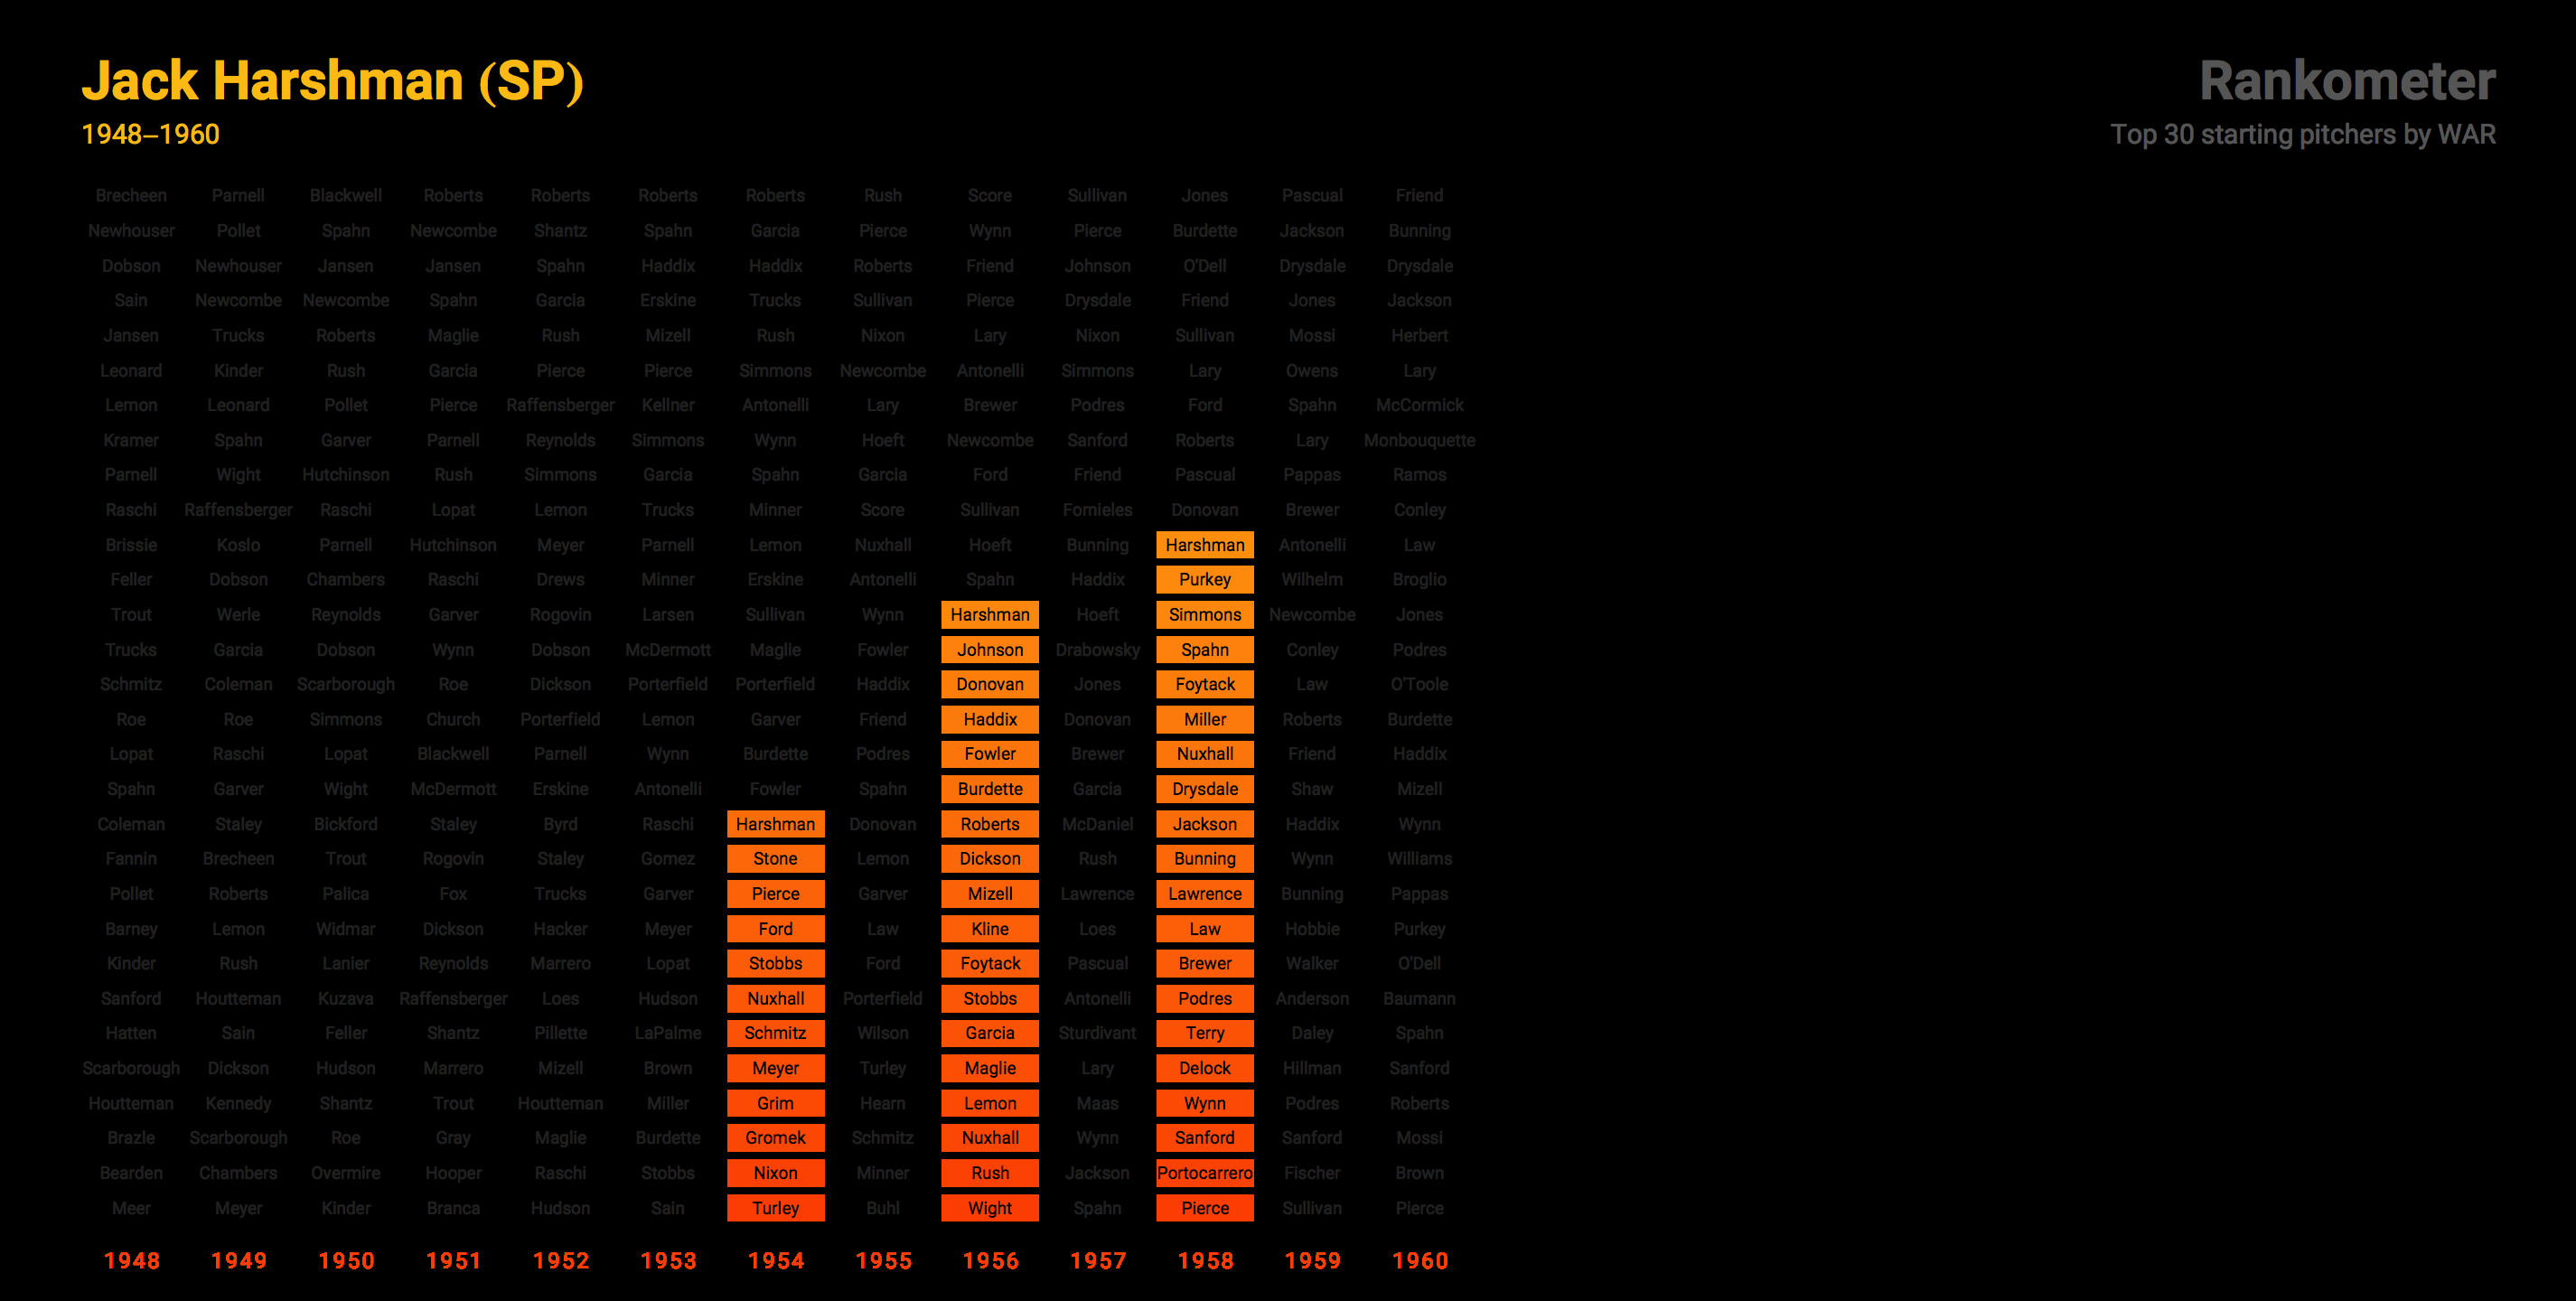 Jack Harshman (SP)
1948–1960
Rankometer
Top 30 starting pitchers by WAR
Brecheen Parnell Blackwell Roberts Roberts Roberts Roberts Rush Score Sullivan Jones Pascual Friend
Newhouser Pollet Spahn Newcombe Shantz Spahn Garcia Pierce Wynn Pierce Burdette Jackson Bunning
Dobson Newhouser Jansen Jansen Spahn Haddix Haddix Roberts Friend Johnson O'Dell Drysdale Drysdale
Sain Newcombe Newcombe Spahn Garcia Erskine Trucks Sullivan Pierce Drysdale Friend Jones Jackson
Jansen Trucks Roberts Maglie Rush Mizell Rush Nixon Lary Nixon Sullivan Mossi Herbert
Leonard Kinder Rush Garcia Pierce Pierce Simmons Newcombe Antonelli Simmons Lary Owens Lary
Lemon Leonard Pollet Pierce Raffensberger Kellner Antonelli Lary Brewer Podres Ford Spahn McCormick
Kramer Spahn Garver Parnell Reynolds Simmons Wynn Hoeft Newcombe Sanford Roberts Lary Monbouquette
Parnell Wight Hutchinson Rush Simmons Garcia Spahn Garcia Ford Friend Pascual Pappas Ramos
Raschi Raffensberger Raschi Lopat Lemon Trucks Minner Score Sullivan Fornieles Donovan Brewer Conley
Brissie Koslo Parnell Hutchinson Meyer Parnell Lemon Nuxhall Hoeft Bunning Harshman Antonelli Law
Feller Dobson Chambers Raschi Drews Minner Erskine Antonelli Spahn Haddix Purkey Wilhelm Broglio
Trout Werle Reynolds Garver Rogovin Larsen Sullivan Wynn Harshman Hoeft Simmons Newcombe Jones
Trucks Garcia Dobson Wynn Dobson McDermott Maglie Fowler Johnson Drabowsky Spahn Conley Podres
Schmitz Coleman Scarborough Roe Dickson Porterfield Porterfield Haddix Donovan Jones Foytack Law O'Toole
Roe Roe Simmons Church Porterfield Lemon Garver Friend Haddix Donovan Miller Roberts Burdette
Lopat Raschi Lopat Blackwell Parnell Wynn Burdette Podres Fowler Brewer Nuxhall Friend Haddix
Spahn Garver Wight McDermott Erskine Antonelli Fowler Spahn Burdette Garcia Drysdale Shaw Mizell
Coleman Staley Bickford Staley Byrd Raschi Harshman Donovan Roberts McDaniel Jackson Haddix Wynn
Fannin Brecheen Trout Rogovin Staley Gomez Stone Lemon Dickson Rush Bunning Wynn Williams
Pollet Roberts Palica Fox Trucks Garver Pierce Garver Mizell Lawrence Lawrence Bunning Pappas
Barney Lemon Widmar Dickson Hacker Meyer Ford Law Kline Loes Law Hobbie Purkey
Kinder Rush Lanier Reynolds Marrero Lopat Stobbs Ford Foytack Pascual Brewer Walker O'Dell
Sanford Houtteman Kuzava Raffensberger Loes Hudson Nuxhall Porterfield Stobbs Antonelli Podres Anderson Baumann
Hatten Sain Feller Shantz Pillette LaPalme Schmitz Wilson Garcia Sturdivant Terry Daley Spahn
Scarborough Dickson Hudson Marrero Mizell Brown Meyer Turley Maglie Lary Delock Hillman Sanford
Houtteman Kennedy Shantz Trout Houtteman Miller Grim Hearn Lemon Maas Wynn Podres Roberts
Brazle Scarborough Roe Gray Maglie Burdette Gromek Schmitz Nuxhall Wynn Sanford Sanford Mossi
Bearden Chambers Overmire Hooper Raschi Stobbs Nixon Minner Rush Jackson Portocarrero Fischer Brown
Meer Meyer Kinder Branca Hudson Sain Turley Buhl Wight Spahn Pierce Sullivan Pierce
1948 1949 1950 1951 1952 1953 1954 1955 1956 1957 1958 1959 1960